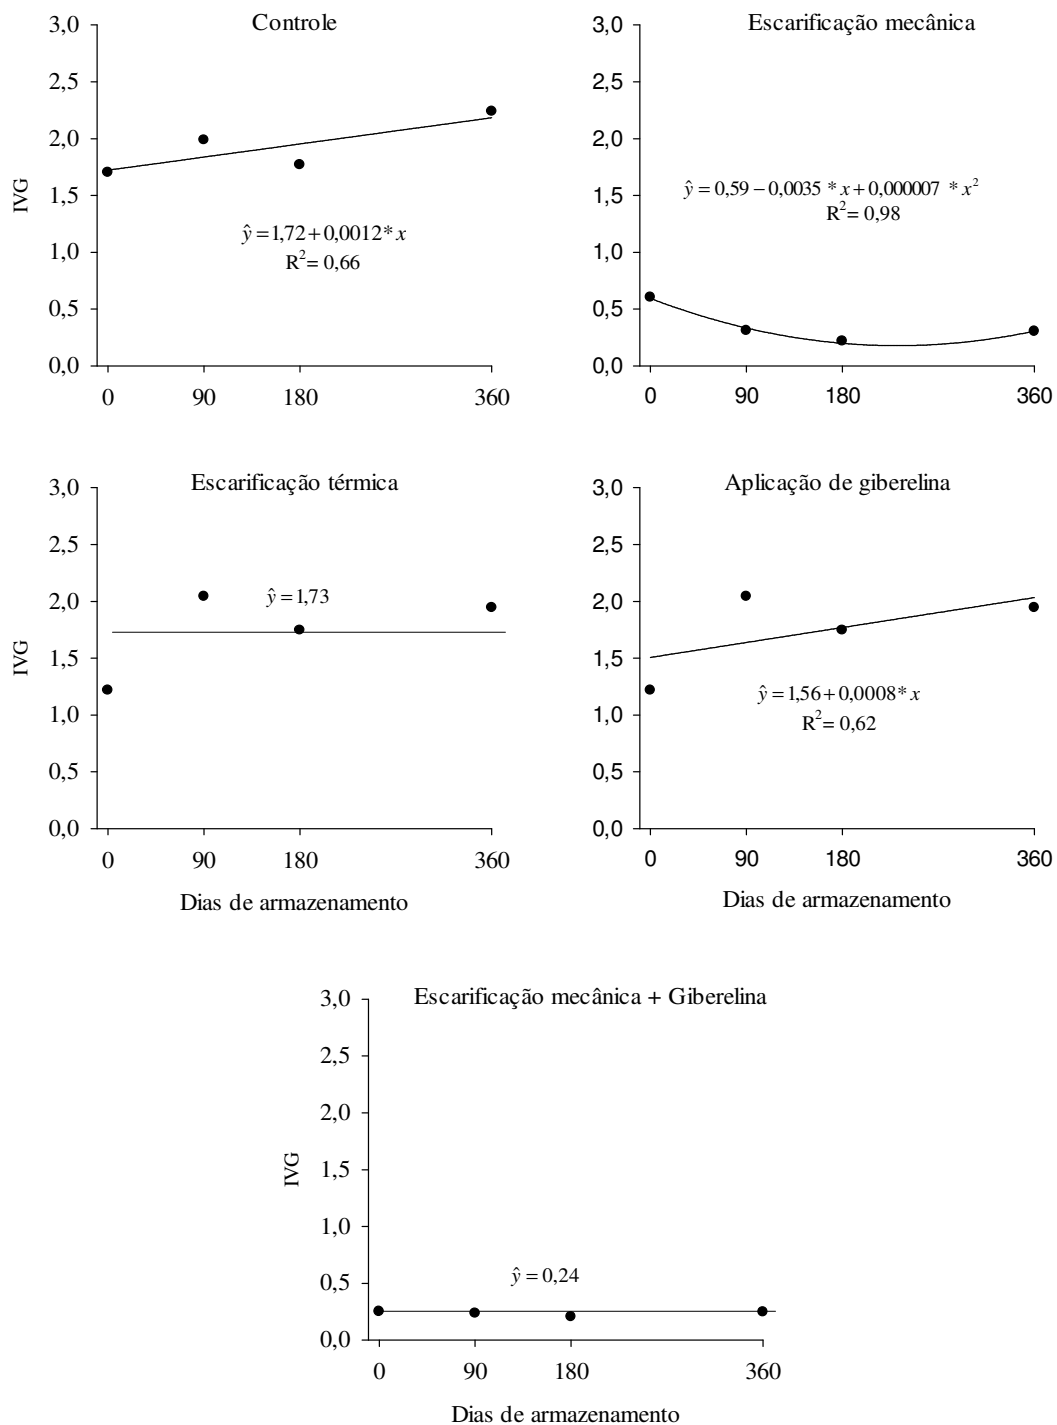 Controle
3,0
2,5
2,0
1,5
1,0
0,5
0,0
IVG
ŷ = 1,72 + 0,0012* x
R²= 0,66
0 90 180 360
Escarificação mecânica
3,0
2,5
2,0
1,5
1,0
0,5
0,0
ŷ = 0,59 − 0,0035 * x + 0,000007 * x²
R²= 0,98
0 90 180 360
Escarificação térmica
3,0
2,5
2,0
1,5
1,0
0,5
0,0
IVG
ŷ = 1,73
0 90 180 360
Dias de armazenamento
Aplicação de giberelina
3,0
2,5
2,0
1,5
1,0
0,5
0,0
ŷ = 1,56 + 0,0008* x
R²= 0,62
0 90 180 360
Dias de armazenamento
Escarificação mecânica + Giberelina
3,0
2,5
2,0
1,5
1,0
0,5
0,0
IVG
ŷ = 0,24
0 90 180 360
Dias de armazenamento